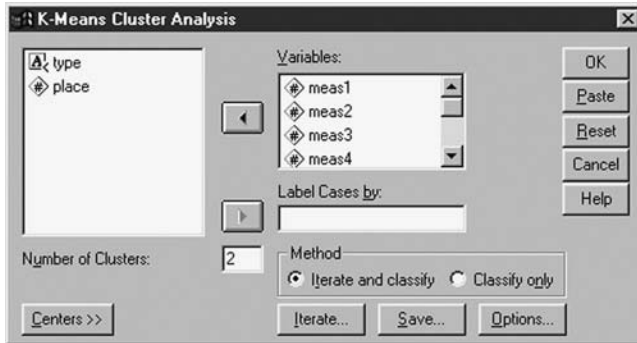 K-Means Cluster Analysis
type
place
Variables:
meas1
meas2
meas3
meas4
Label Cases by:
Number of Clusters:
2
Method
Iterate and classify
Classify only
Centers >>
Iterate...
Save...
Options...
OK
Paste
Reset
Cancel
Help